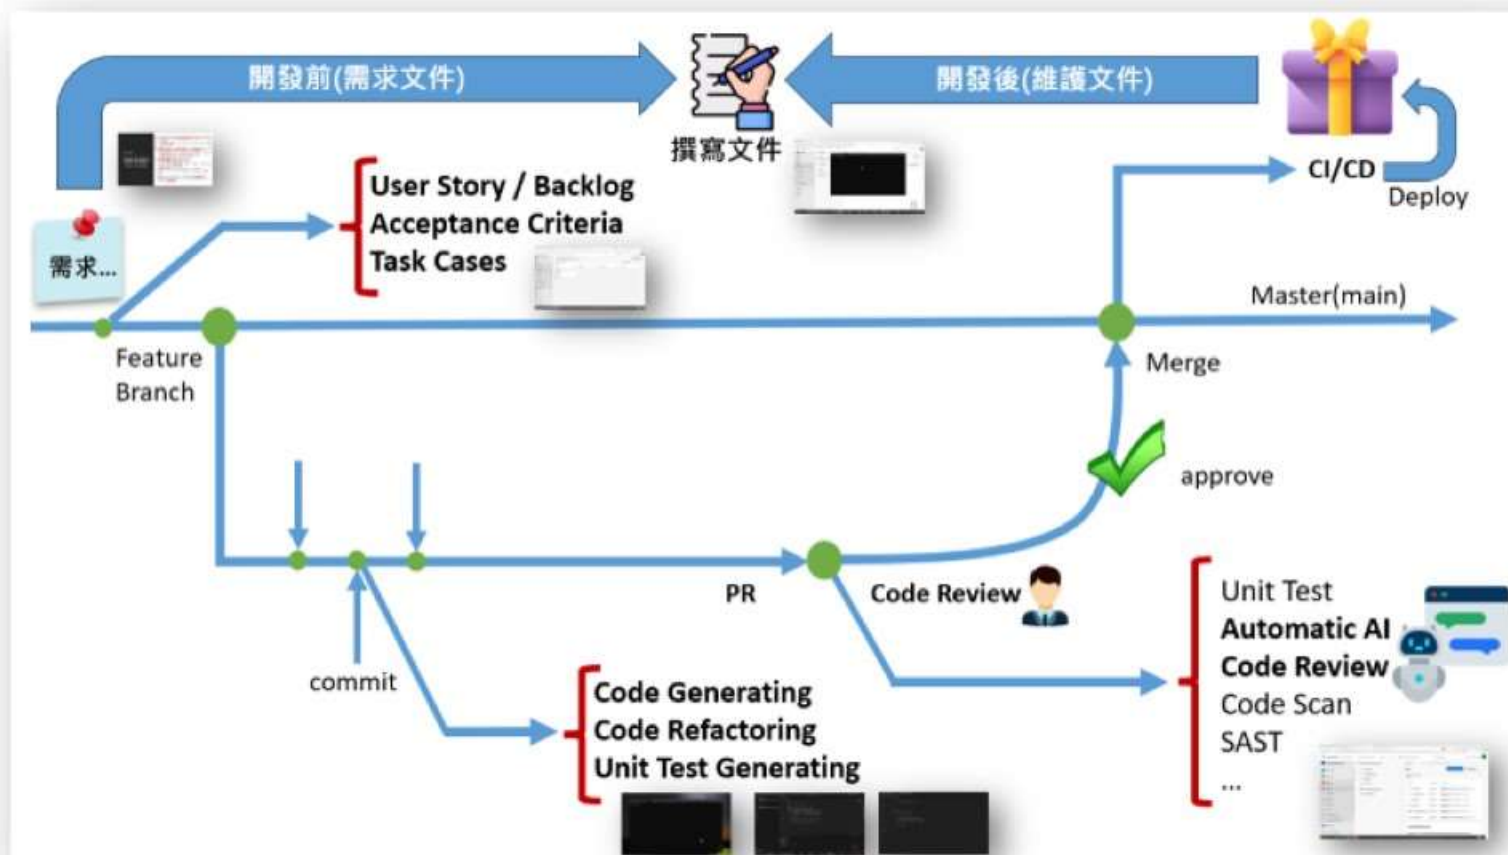 開發前(需求文件)
開發後(維護文件)
撰寫文件
CI/CD
Deploy
User Story / Backlog
Acceptance Criteria
Task Cases
需求...
Master(main)
Feature
Branch
Merge
approve
PR
Code Review
commit
Code Generating
Code Refactoring
Unit Test Generating
Unit Test
Automatic AI
Code Review
Code Scan
SAST
...